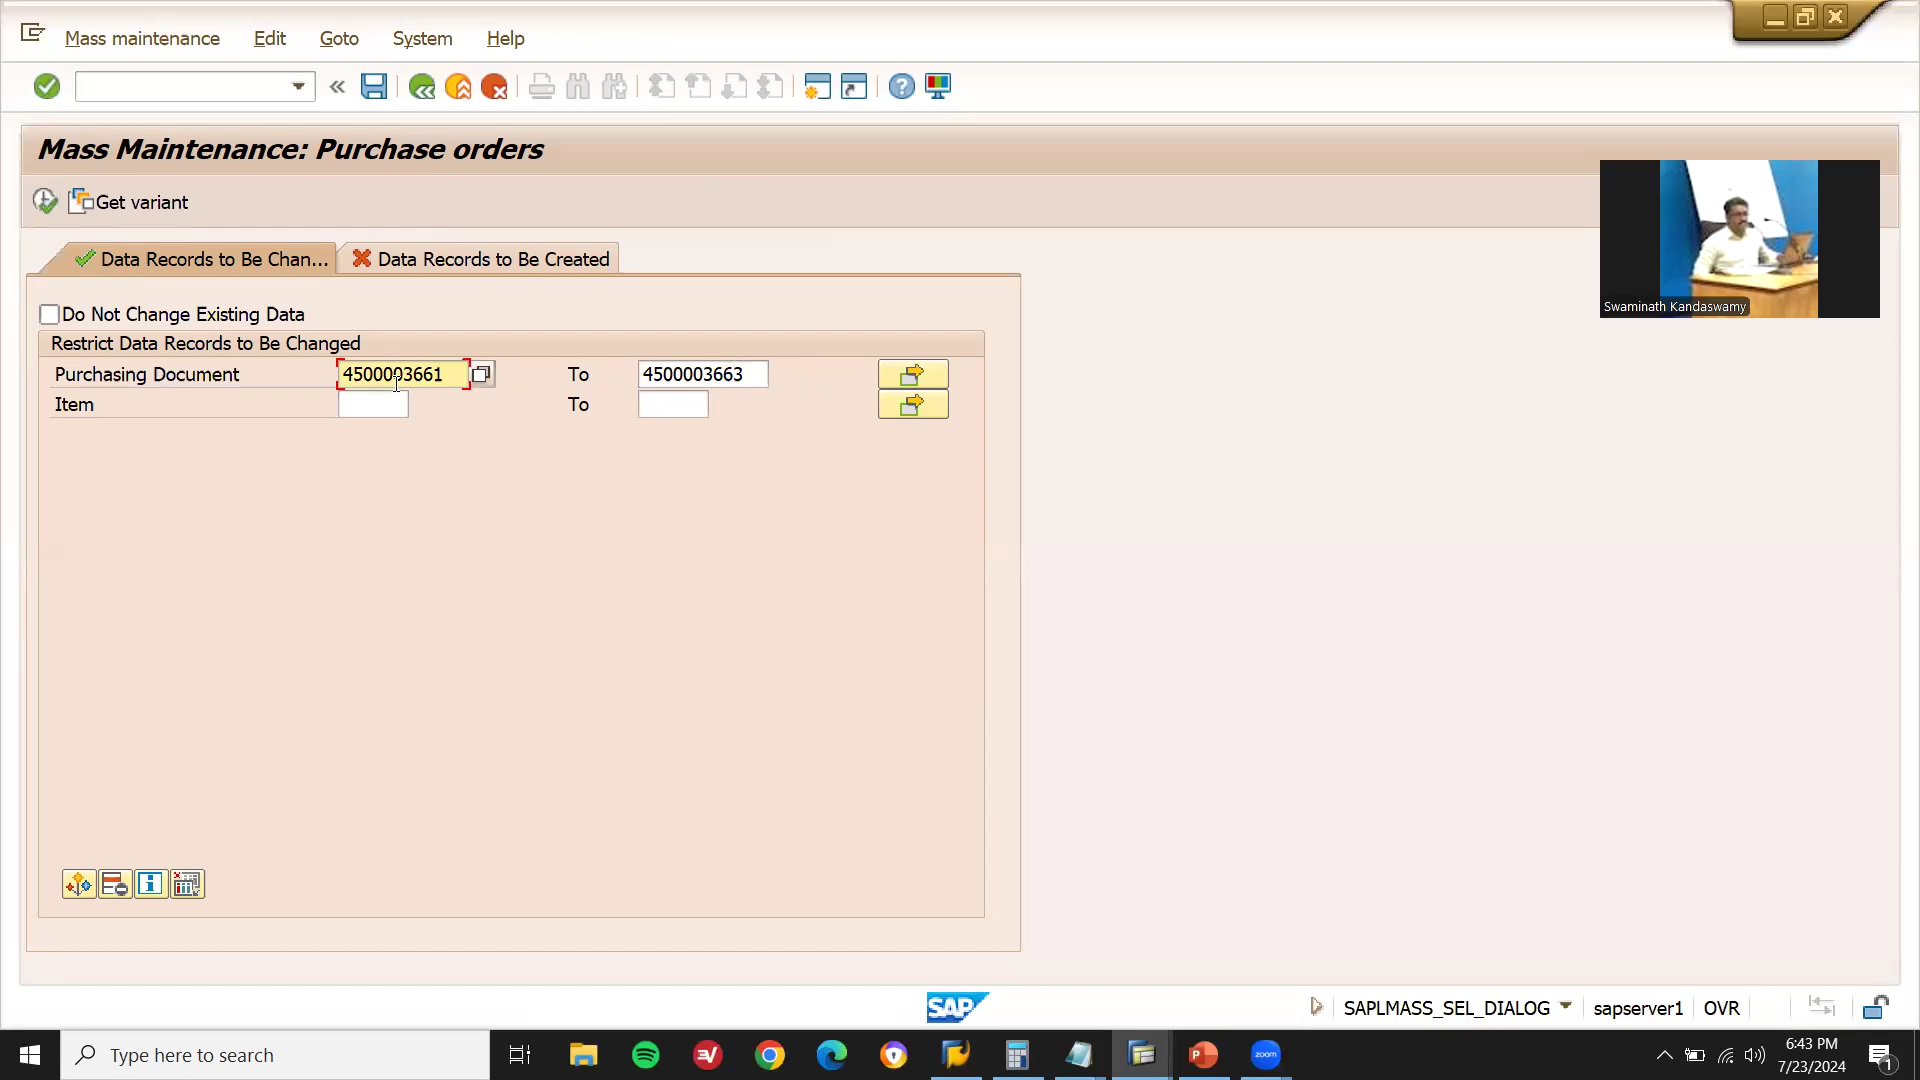 Mass maintenance Edit Goto System Help
Mass Maintenance: Purchase orders
Get variant
Data Records to Be Chan... Data Records to Be Created
Do Not Change Existing Data
Restrict Data Records to Be Changed
Purchasing Document 4500003661 To 4500003663
Item To
Swaminath Kandaswamy
SAP SAPLMASS_SEL_DIALOG sapserver1 OVR
Type here to search
zoom
6:43 PM
7/23/2024
1